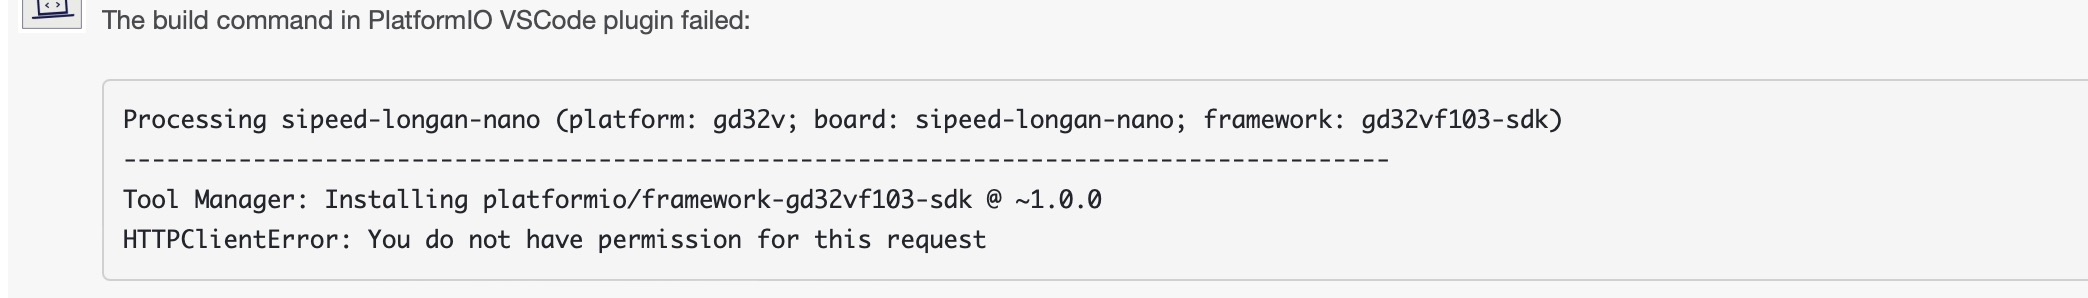 The build command in PlatformIO VSCode plugin failed:
Processing sipeed-longan-nano (platform: gd32v; board: sipeed-longan-nano; framework: gd32vf103-sdk)
----------------------------------------------------------------------------------------
Tool Manager: Installing platformio/framework-gd32vf103-sdk @ ~1.0.0
HTTPClientError: You do not have permission for this request